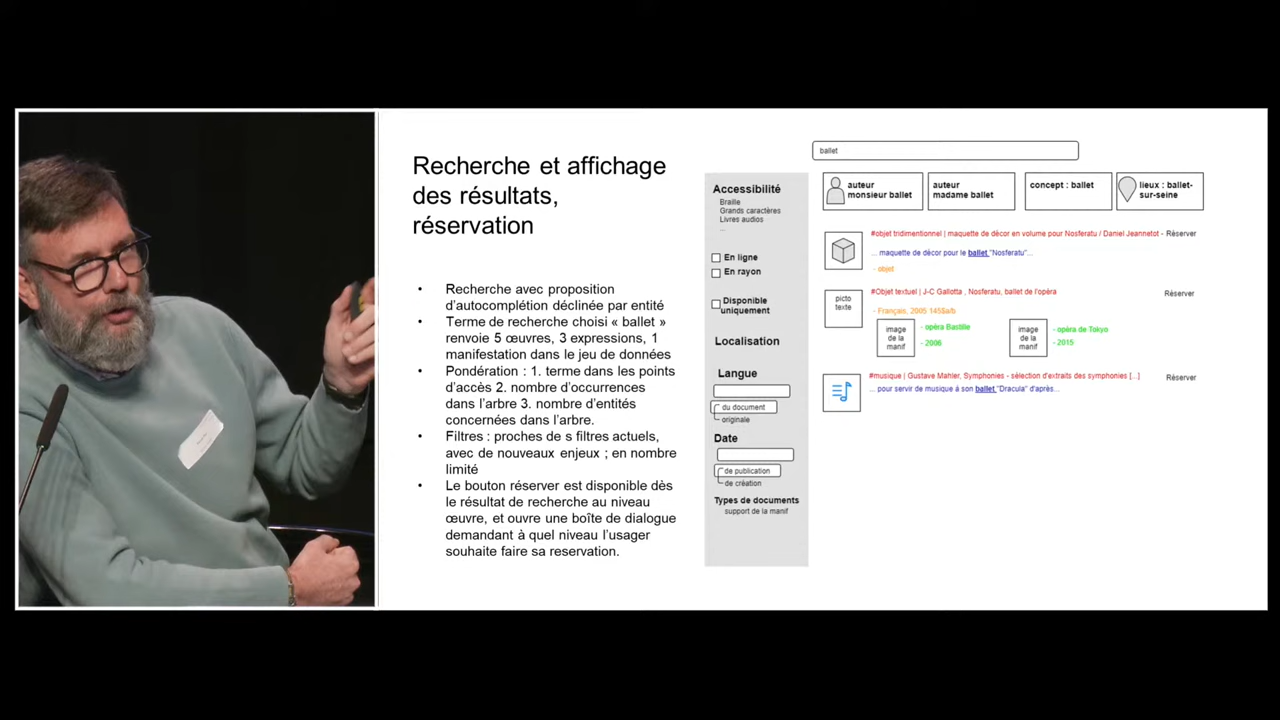 Recherche et affichage
des résultats,
réservation
• Recherche avec proposition
d'autocomplétion déclinée par entité
• Terme de recherche choisi « ballet »
renvoie 5 œuvres, 3 expressions, 1
manifestation dans le jeu de données
• Pondération : 1. terme dans les points
d'accès 2. nombre d'occurrences
dans l'arbre 3. nombre d'entités
concernées dans l'arbre.
• Filtres : proches de s filtres actuels,
avec de nouveaux enjeux ; en nombre
limité
• Le bouton réserver est disponible dès
le résultat de recherche au niveau
œuvre, et ouvre une boîte de dialogue
demandant à quel niveau l'usager
souhaite faire sa reservation.
Accessibilité
Braille
Grands caractères
Livres audios
...
En ligne
En rayon
Disponible
uniquement
Localisation
Langue
du document
originale
Date
de publication
de création
Types de documents
support de la manif
ballet
auteur
monsieur ballet
auteur
madame ballet
concept : ballet
lieux : ballet-
sur-seine
#objet tridimentionnel | maquette de décor en volume pour Nosferatu / Daniel Jeannetot - Réserver
... maquette de décor pour le ballet "Nosferatu"...
- objet
picto
texte
#Objet textuel | J-C Gallotta , Nosferatu, ballet de l'opéra
Réserver
- Français, 2005 145$a/b
image
de la
manif
- opéra Bastille
- 2006
image
de la
manif
- opéra de Tokyo
- 2015
#musique | Gustave Mahler, Symphonies - sélection d'extraits des symphonies [...]
Réserver
... pour servir de musique à son ballet "Dracula" d'après...